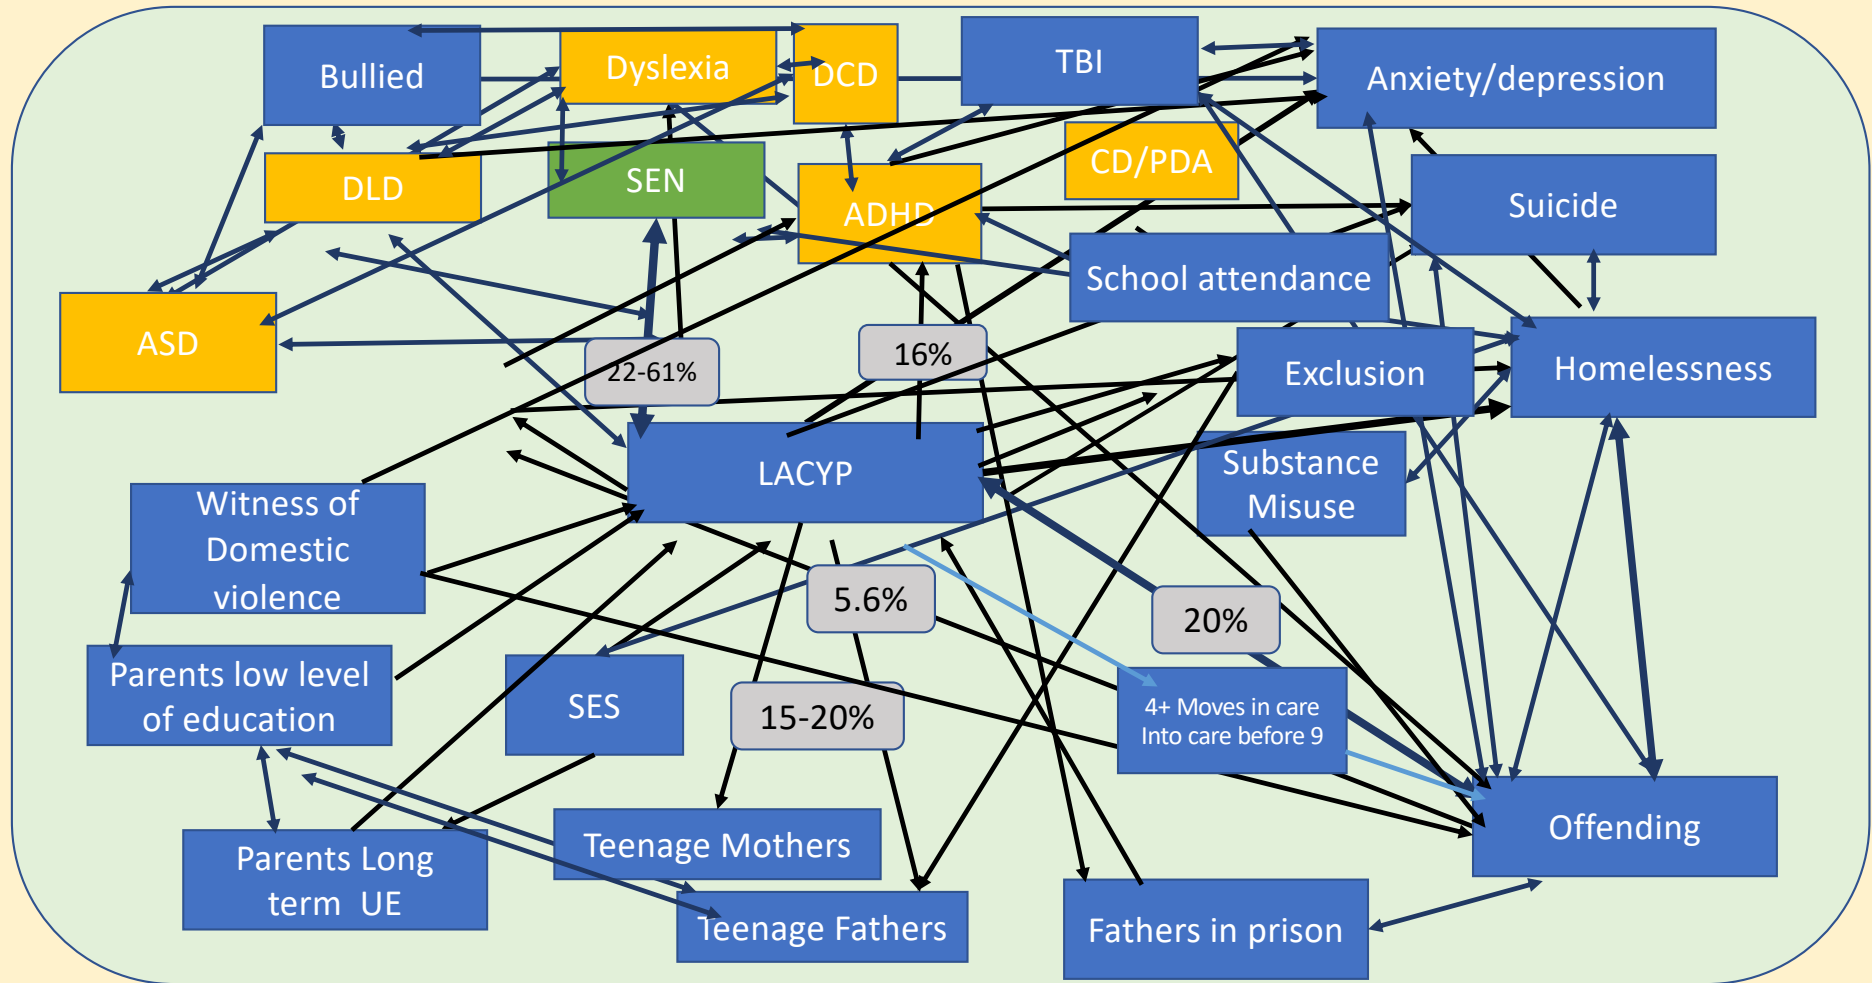 Bullied
Dyslexia
DCD
TBI
Anxiety/depression
DLD
SEN
ADHD
CD/PDA
Suicide
School attendance
ASD
22-61%
16%
Exclusion
Homelessness
LACYP
Substance
Misuse
Witness of
Domestic
violence
5.6%
20%
Parents low level
of education
SES
15-20%
4+ Moves in care
Into care before 9
Parents Long
term UE
Teenage Mothers
Teenage Fathers
Fathers in prison
Offending